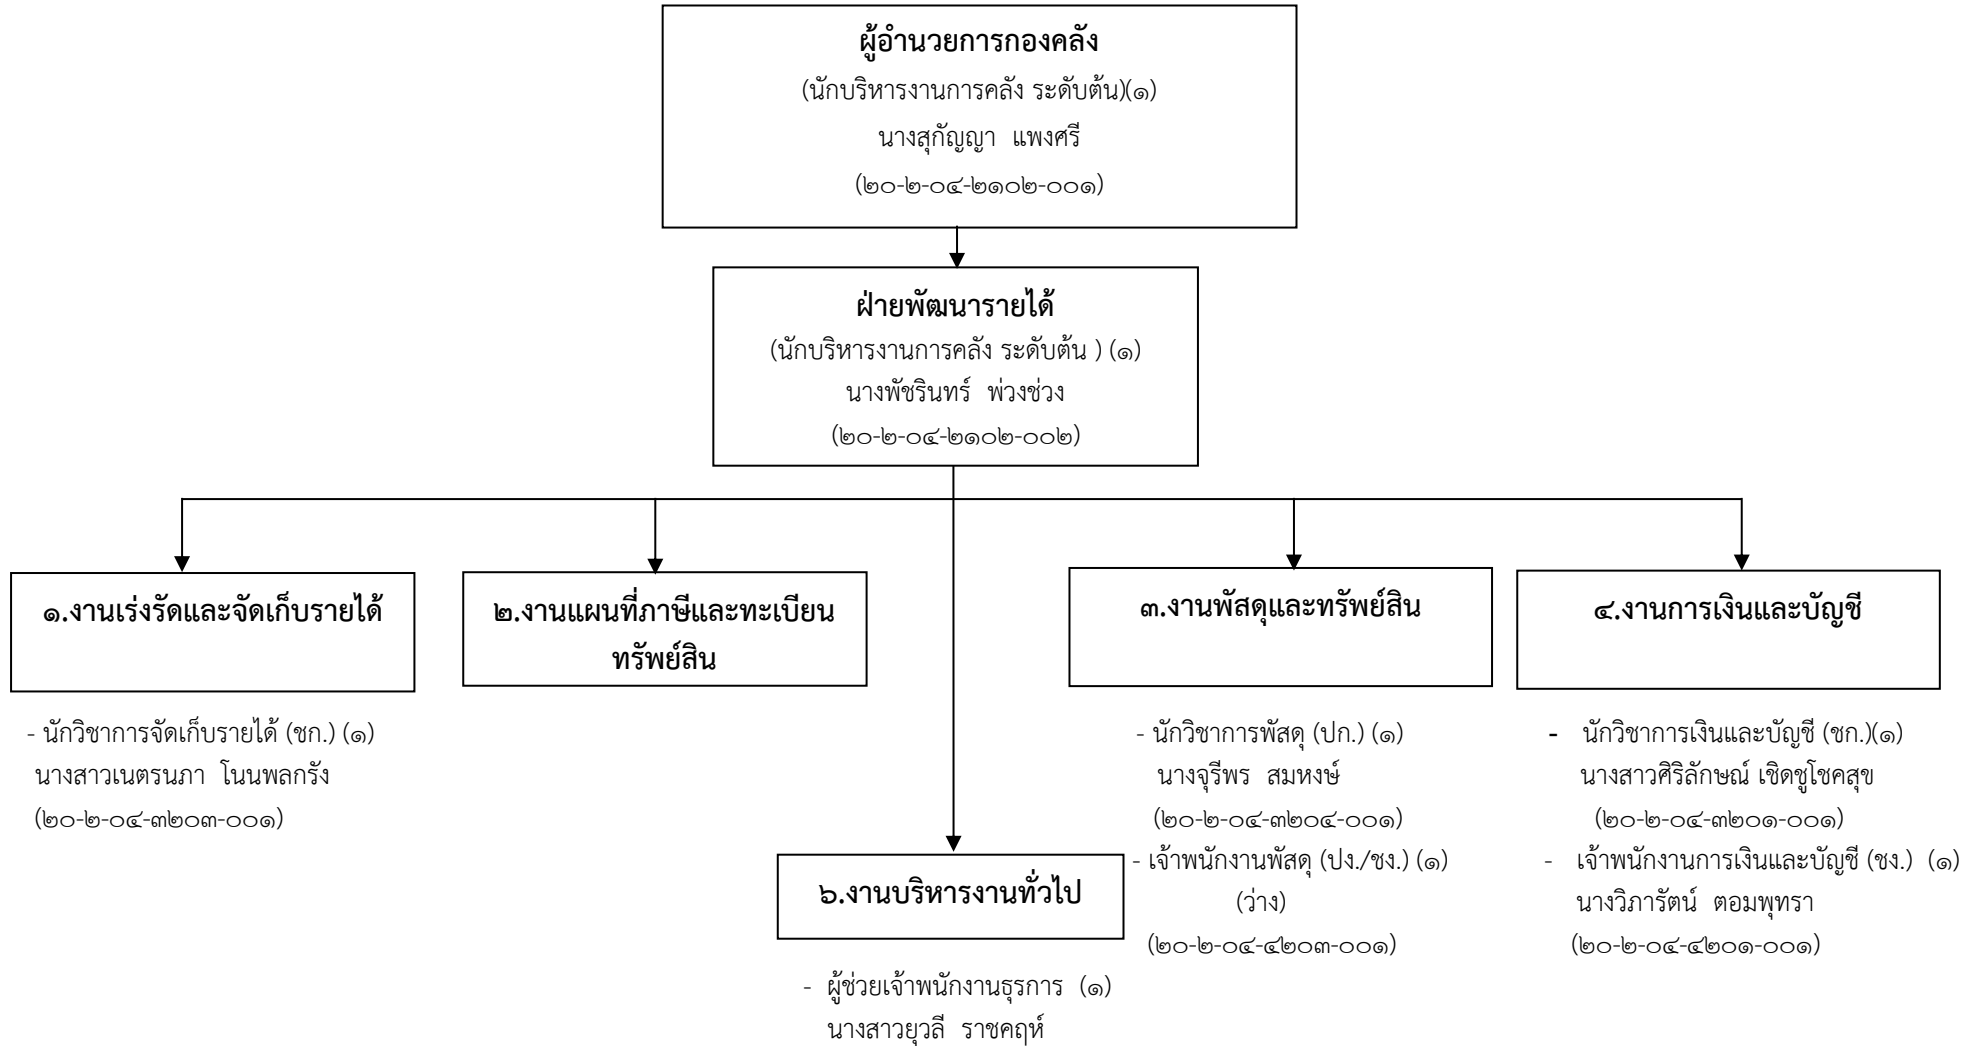 ผู้อำนวยการกองคลัง
(นักบริหารงานการคลัง ระดับต้น)(๑)
นางสุกัญญา แพงศรี
(๒๐-๒-๐๔-๒๑๐๒-๐๐๑)
ฝ่ายพัฒนารายได้
(นักบริหารงานการคลัง ระดับต้น ) (๑)
นางพัชรินทร์ พ่วงช่วง
(๒๐-๒-๐๔-๒๑๐๒-๐๐๒)
๑.งานเร่งรัดและจัดเก็บรายได้
- นักวิชาการจัดเก็บรายได้ (ชก.) (๑)
นางสาวเนตรนภา โนนพลกรัง
(๒๐-๒-๐๔-๓๒๐๓-๐๐๑)
๒.งานแผนที่ภาษีและทะเบียน
ทรัพย์สิน
๓.งานพัสดุและทรัพย์สิน
- นักวิชาการพัสดุ (ปก.) (๑)
นางจุรีพร สมหงษ์
(๒๐-๒-๐๔-๓๒๐๔-๐๐๑)
- เจ้าพนักงานพัสดุ (ปง./ชง.) (๑)
(ว่าง)
(๒๐-๒-๐๔-๔๒๐๓-๐๐๑)
๔.งานการเงินและบัญชี
- นักวิชาการเงินและบัญชี (ชก.)(๑)
นางสาวศิริลักษณ์ เชิดชูโชคสุข
(๒๐-๒-๐๔-๓๒๐๑-๐๐๑)
- เจ้าพนักงานการเงินและบัญชี (ชง.) (๑)
นางวิภารัตน์ ตอมพุทรา
(๒๐-๒-๐๔-๔๒๐๑-๐๐๑)
๖.งานบริหารงานทั่วไป
- ผู้ช่วยเจ้าพนักงานธุรการ (๑)
นางสาวยุวลี ราชคฤห์